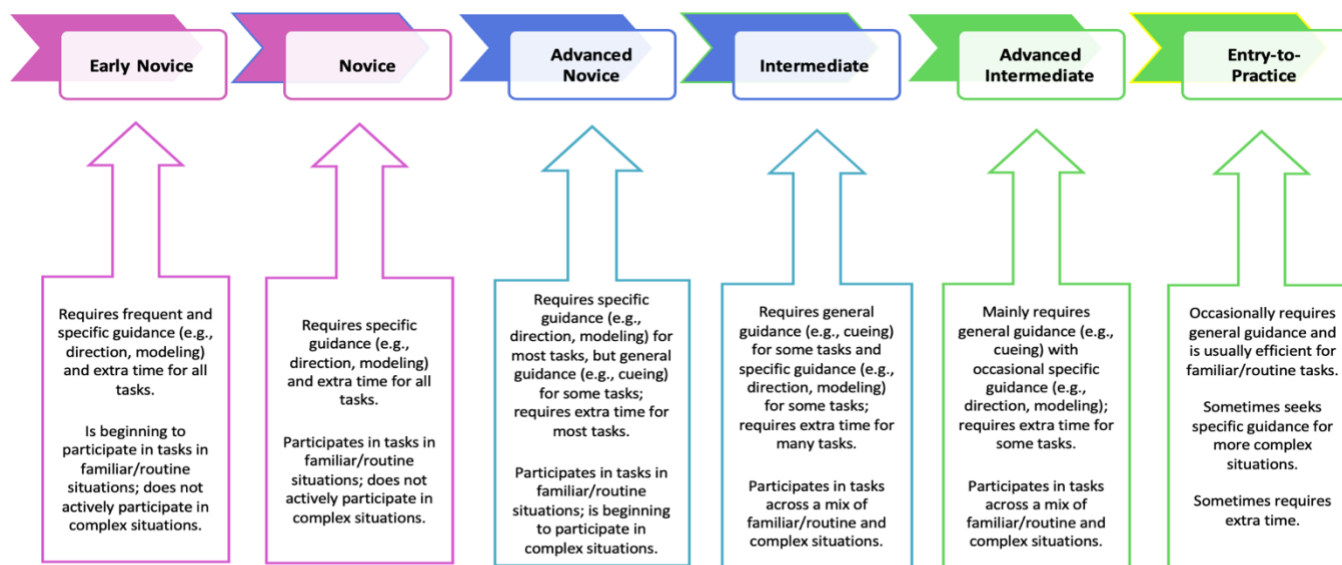 Early Novice
Novice
Advanced
Novice
Intermediate
Advanced
Intermediate
Entry-to-
Practice
Requires frequent and
specific guidance (e.g.,
direction, modeling)
and extra time for all
tasks.
Is beginning to
participate in tasks in
familiar/routine
situations; does not
actively participate in
complex situations.
Requires specific
guidance (e.g.,
direction, modeling)
and extra time for all
tasks.
Participates in tasks in
familiar/routine
situations; does not
actively participate in
complex situations.
Requires specific
guidance (e.g.,
direction, modeling) for
most tasks, but general
guidance (e.g., cueing)
for some tasks;
requires extra time for
most tasks.
Participates in tasks in
familiar/routine
situations; is beginning
to participate in
complex situations.
Requires general
guidance (e.g., cueing)
for some tasks and
specific guidance (e.g.,
direction, modeling)
for some tasks;
requires extra time for
many tasks.
Participates in tasks
across a mix of
familiar/routine and
complex situations.
Mainly requires
general guidance (e.g.,
cueing) with
occasional specific
guidance (e.g.,
direction, modeling);
requires extra time for
some tasks.
Participates in tasks
across a mix of
familiar/routine and
complex situations.
Occasionally requires
general guidance and
is usually efficient for
familiar/routine tasks.
Sometimes seeks
specific guidance for
more complex
situations.
Sometimes requires
extra time.